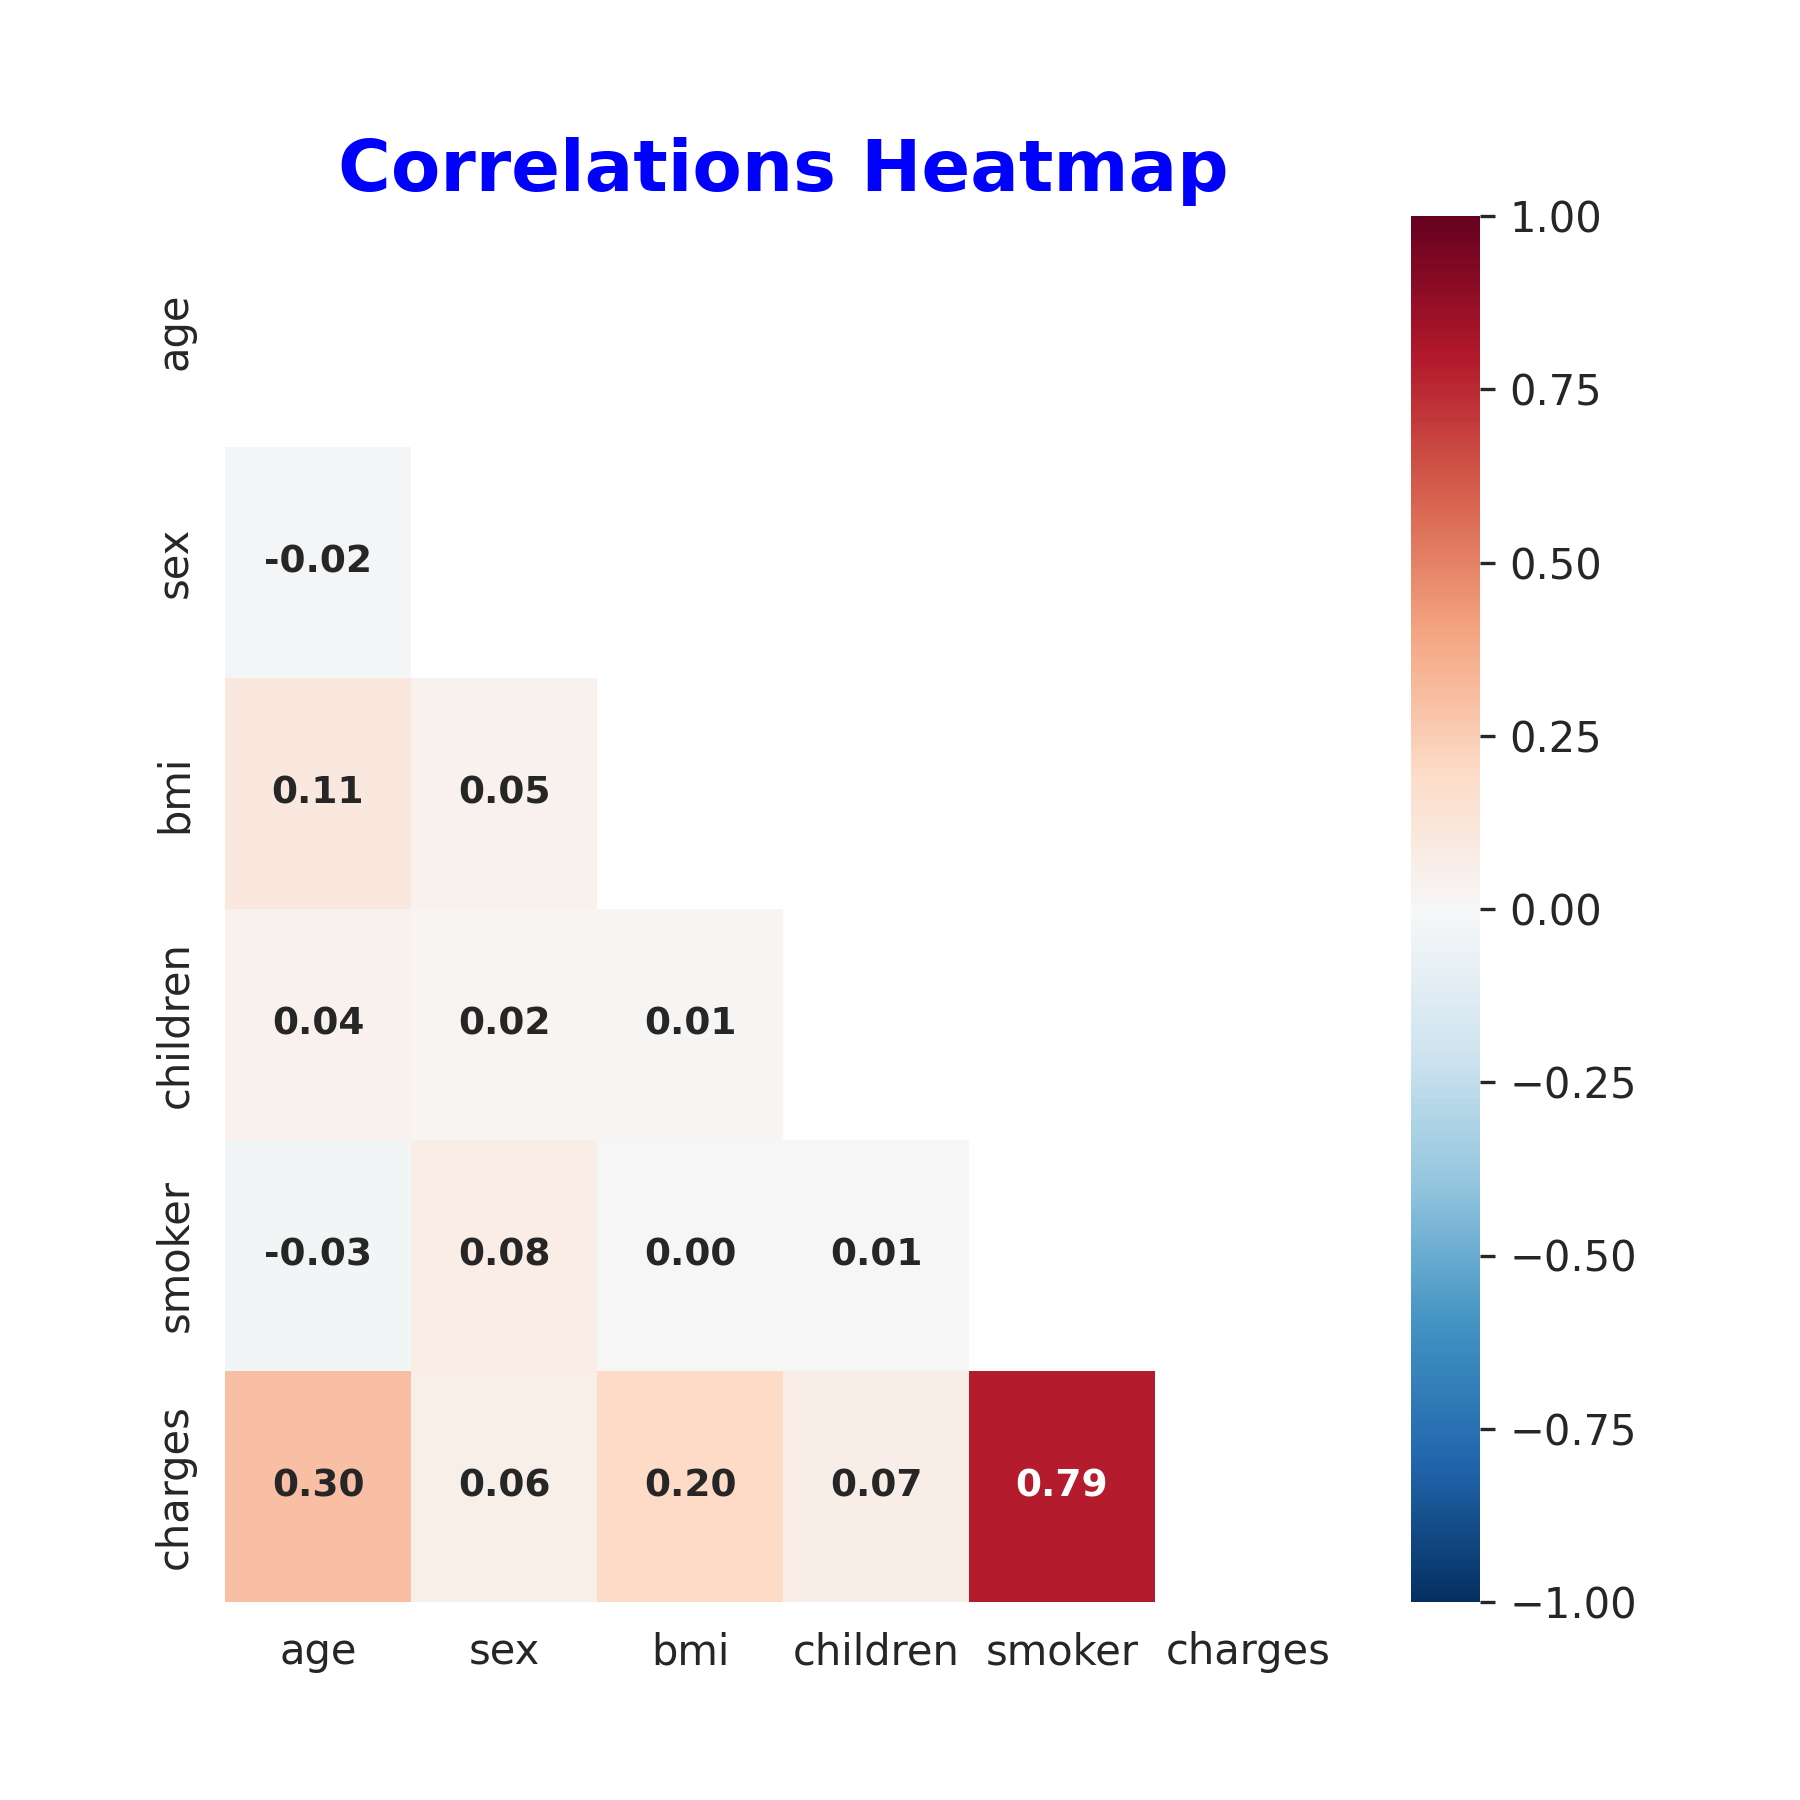 Correlations Heatmap
age
sex
bmi
children
smoker
charges
-0.02
0.11 0.05
0.04 0.02 0.01
-0.03 0.08 0.00 0.01
0.30 0.06 0.20 0.07 0.79
age sex bmi children smoker charges
1.00
0.75
0.50
0.25
0.00
−0.25
−0.50
−0.75
−1.00